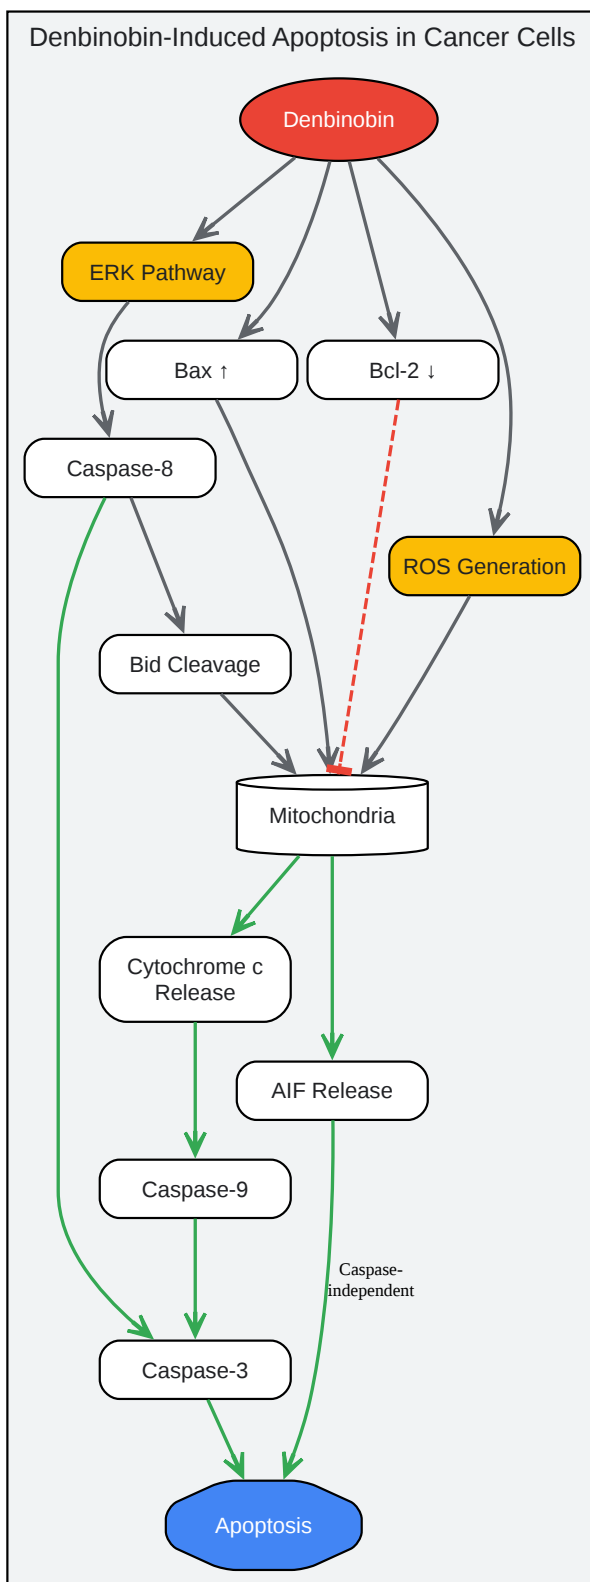 Denbinobin-Induced Apoptosis in Cancer Cells
Denbinobin
ERK Pathway
Bax ↑
Bcl-2 ↓
Caspase-8
ROS Generation
Bid Cleavage
Mitochondria
Cytochrome c
Release
AIF Release
Caspase-9
Caspase-
independent
Caspase-3
Apoptosis